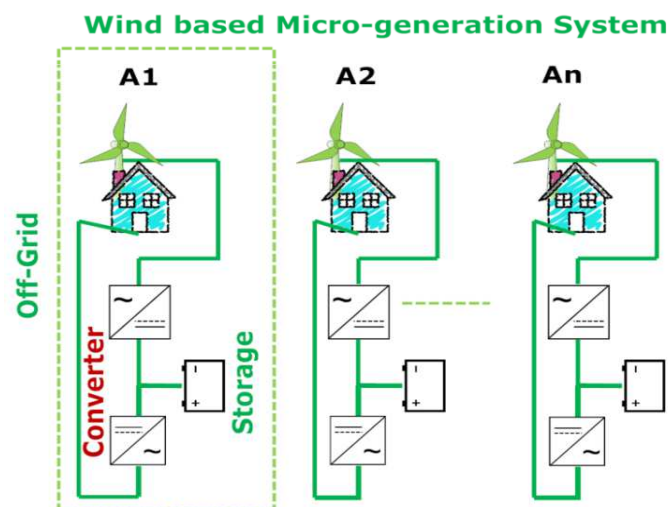 Wind based Micro-generation System
A1
A2
An
Off-Grid
Converter
Storage
~
~
~
-
+
-
+
-
+
~
~
~